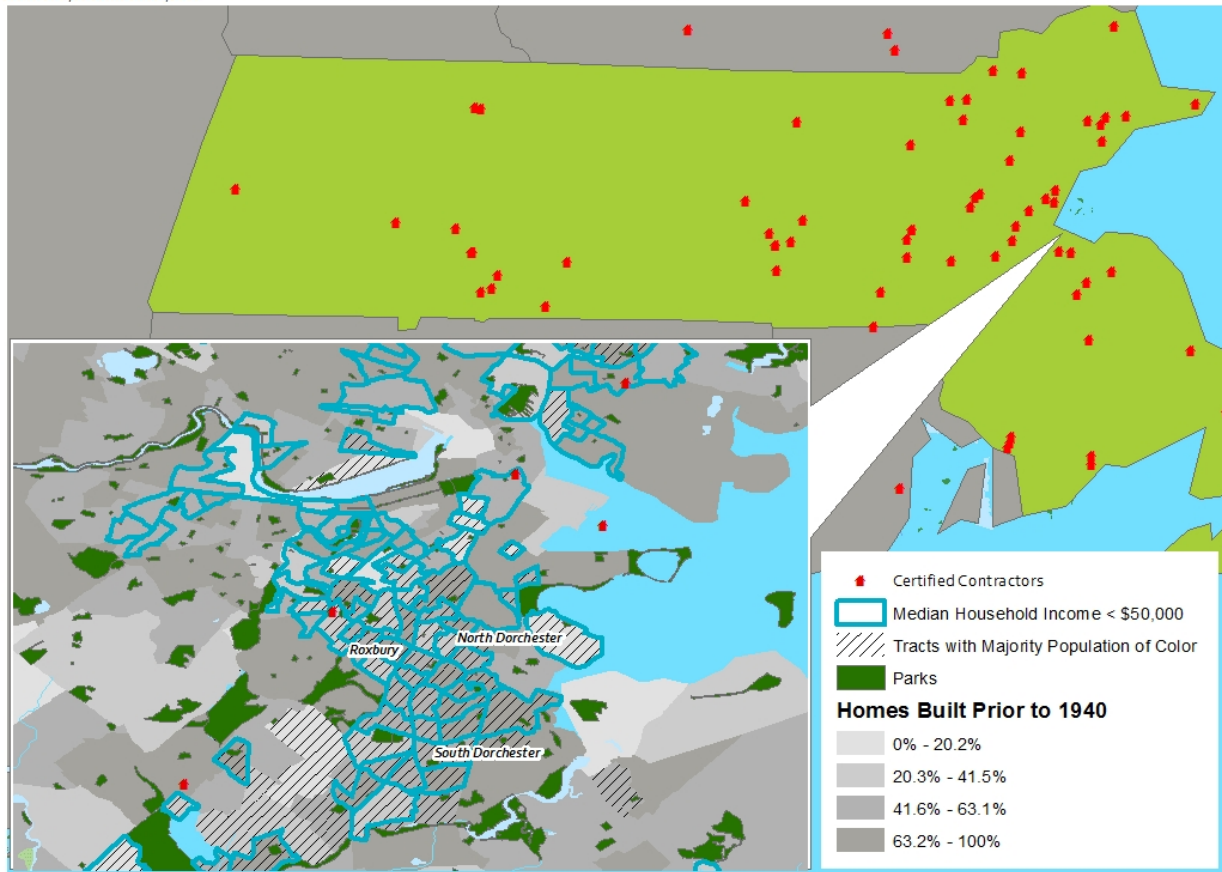 Roxbury
North Dorchester
South Dorchester
Certified Contractors
Median Household Income < $50,000
Tracts with Majority Population of Color
Parks
Homes Built Prior to 1940
0% - 20.2%
20.3% - 41.5%
41.6% - 63.1%
63.2% - 100%